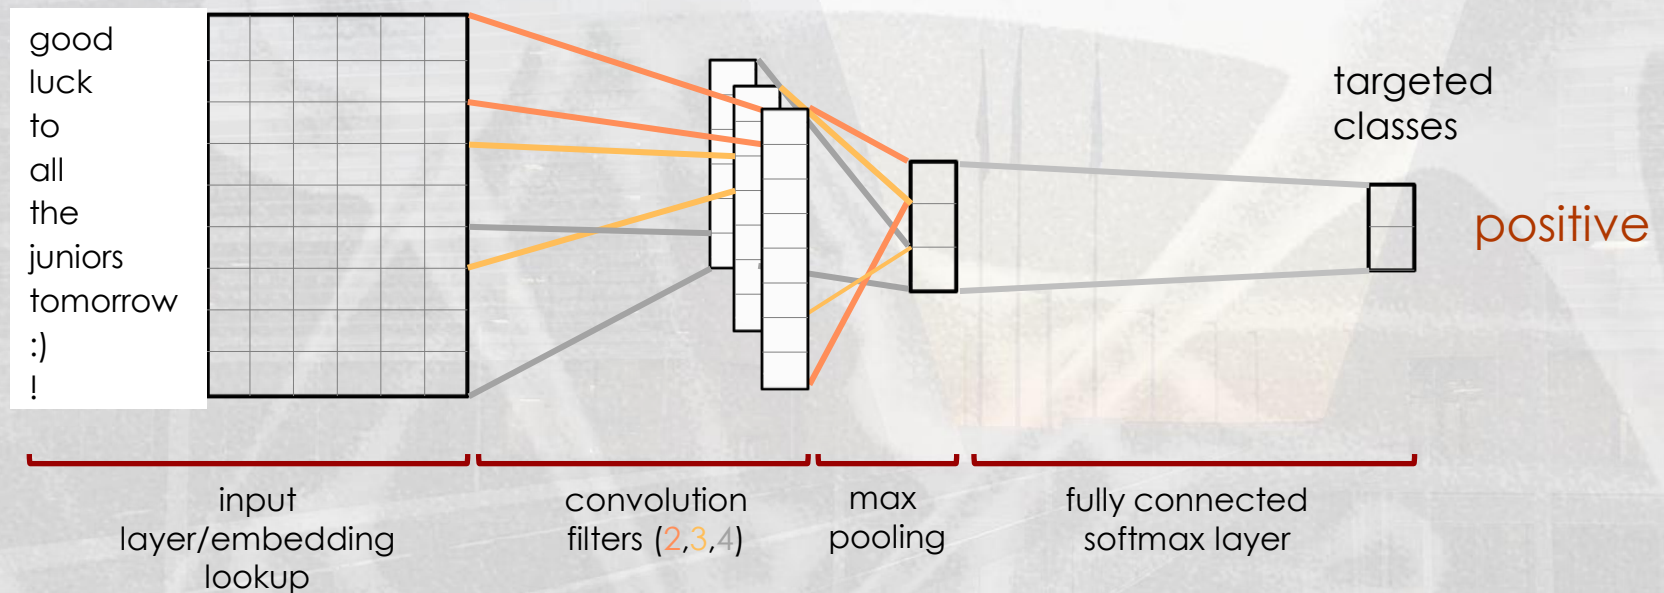 good
luck
to
all
the
juniors
tomorrow
:)
!
targeted
classes
positive
input
layer/embedding
lookup
convolution
filters (2,3,4)
max
pooling
fully connected
softmax layer